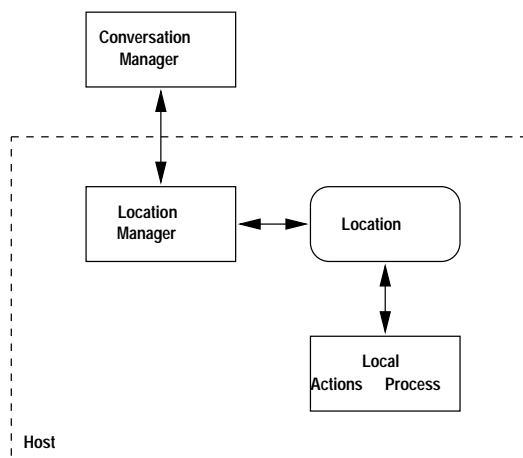 Conversation
Manager
Location
Manager
Location
Local
Actions Process
Host